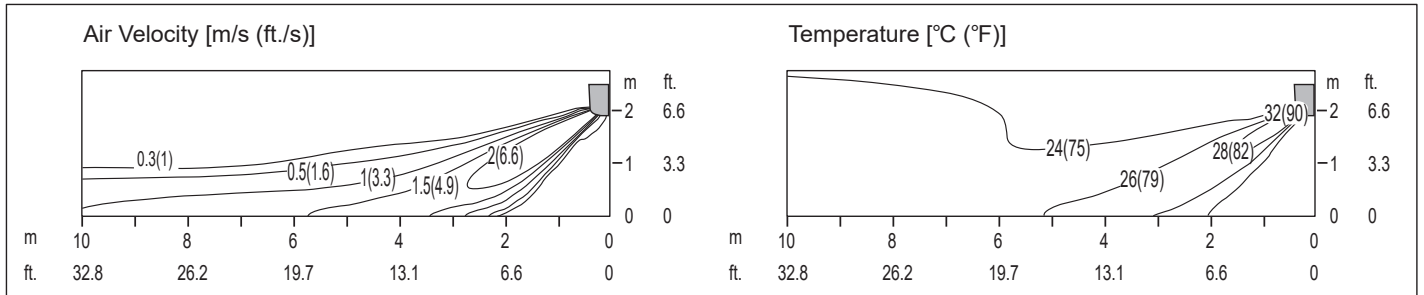 Air Velocity [m/s (ft./s)]
0.3(1)
0.5(1.6)
1(3.3)
1.5(4.9)
2(6.6)
m ft.
2 6.6
1 3.3
0 0
m 10 8 6 4 2 0
ft. 32.8 26.2 19.7 13.1 6.6 0
Temperature [°C (°F)]
24(75)
26(79)
28(82)
32(90)
m ft.
2 6.6
1 3.3
0 0
m 10 8 6 4 2 0
ft. 32.8 26.2 19.7 13.1 6.6 0